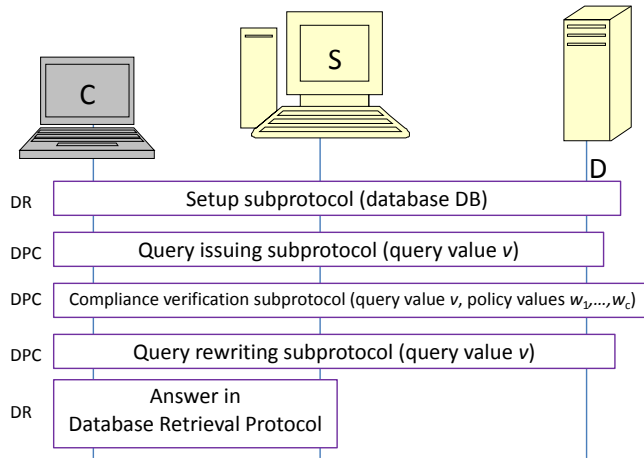 C
S
D
DR
Setup subprotocol (database DB)
DPC
Query issuing subprotocol (query value v)
DPC
Compliance verification subprotocol (query value v, policy values w1,...,wc)
DPC
Query rewriting subprotocol (query value v)
DR
Answer in
Database Retrieval Protocol